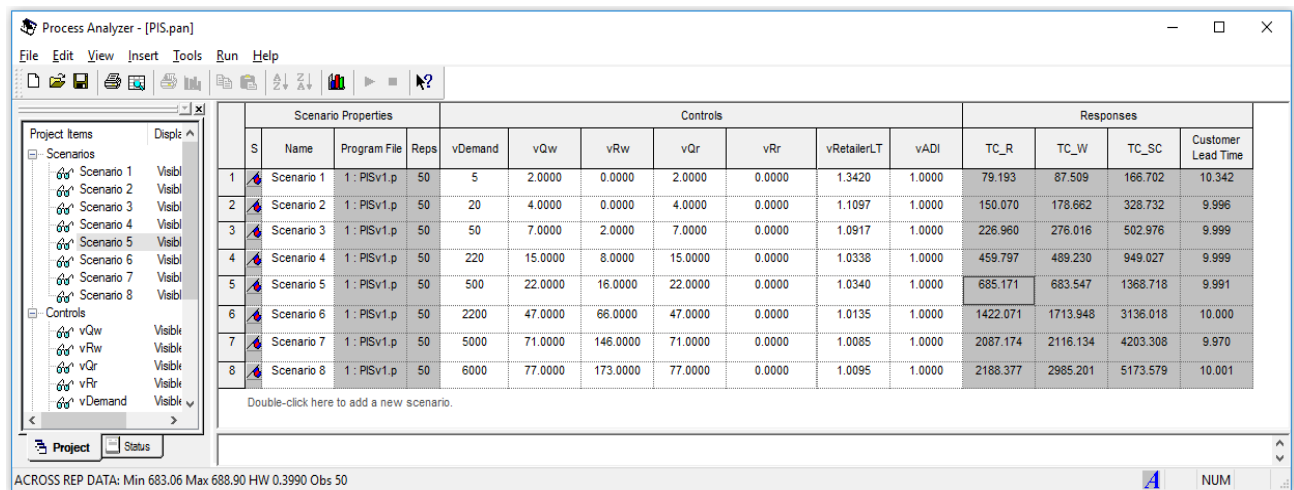 Process Analyzer - [PIS.pan]
File Edit View Insert Tools Run Help
Project Items Displa
Scenarios
Scenario 1 Visibl
Scenario 2 Visibl
Scenario 3 Visibl
Scenario 4 Visibl
Scenario 5 Visibl
Scenario 6 Visibl
Scenario 7 Visibl
Scenario 8 Visibl
Controls
vQw Visible
vRw Visible
vQr Visible
vRr Visible
vDemand Visible
Project Status
Scenario Properties Controls Responses
S Name Program File Reps vDemand vQw vRw vQr vRr vRetailerLT vADI TC_R TC_W TC_SC Customer Lead Time
1 Scenario 1 1 : PISv1.p 50 5 2.0000 0.0000 2.0000 0.0000 1.3420 1.0000 79.193 87.509 166.702 10.342
2 Scenario 2 1 : PISv1.p 50 20 4.0000 0.0000 4.0000 0.0000 1.1097 1.0000 150.070 178.662 328.732 9.996
3 Scenario 3 1 : PISv1.p 50 50 7.0000 2.0000 7.0000 0.0000 1.0917 1.0000 226.960 276.016 502.976 9.999
4 Scenario 4 1 : PISv1.p 50 220 15.0000 8.0000 15.0000 0.0000 1.0338 1.0000 459.797 489.230 949.027 9.999
5 Scenario 5 1 : PISv1.p 50 500 22.0000 16.0000 22.0000 0.0000 1.0340 1.0000 685.171 683.547 1368.718 9.991
6 Scenario 6 1 : PISv1.p 50 2200 47.0000 66.0000 47.0000 0.0000 1.0135 1.0000 1422.071 1713.948 3136.018 10.000
7 Scenario 7 1 : PISv1.p 50 5000 71.0000 146.0000 71.0000 0.0000 1.0085 1.0000 2087.174 2116.134 4203.308 9.970
8 Scenario 8 1 : PISv1.p 50 6000 77.0000 173.0000 77.0000 0.0000 1.0095 1.0000 2188.377 2985.201 5173.579 10.001
Double-click here to add a new scenario.
ACROSS REP DATA: Min 683.06 Max 688.90 HW 0.3990 Obs 50
A NUM